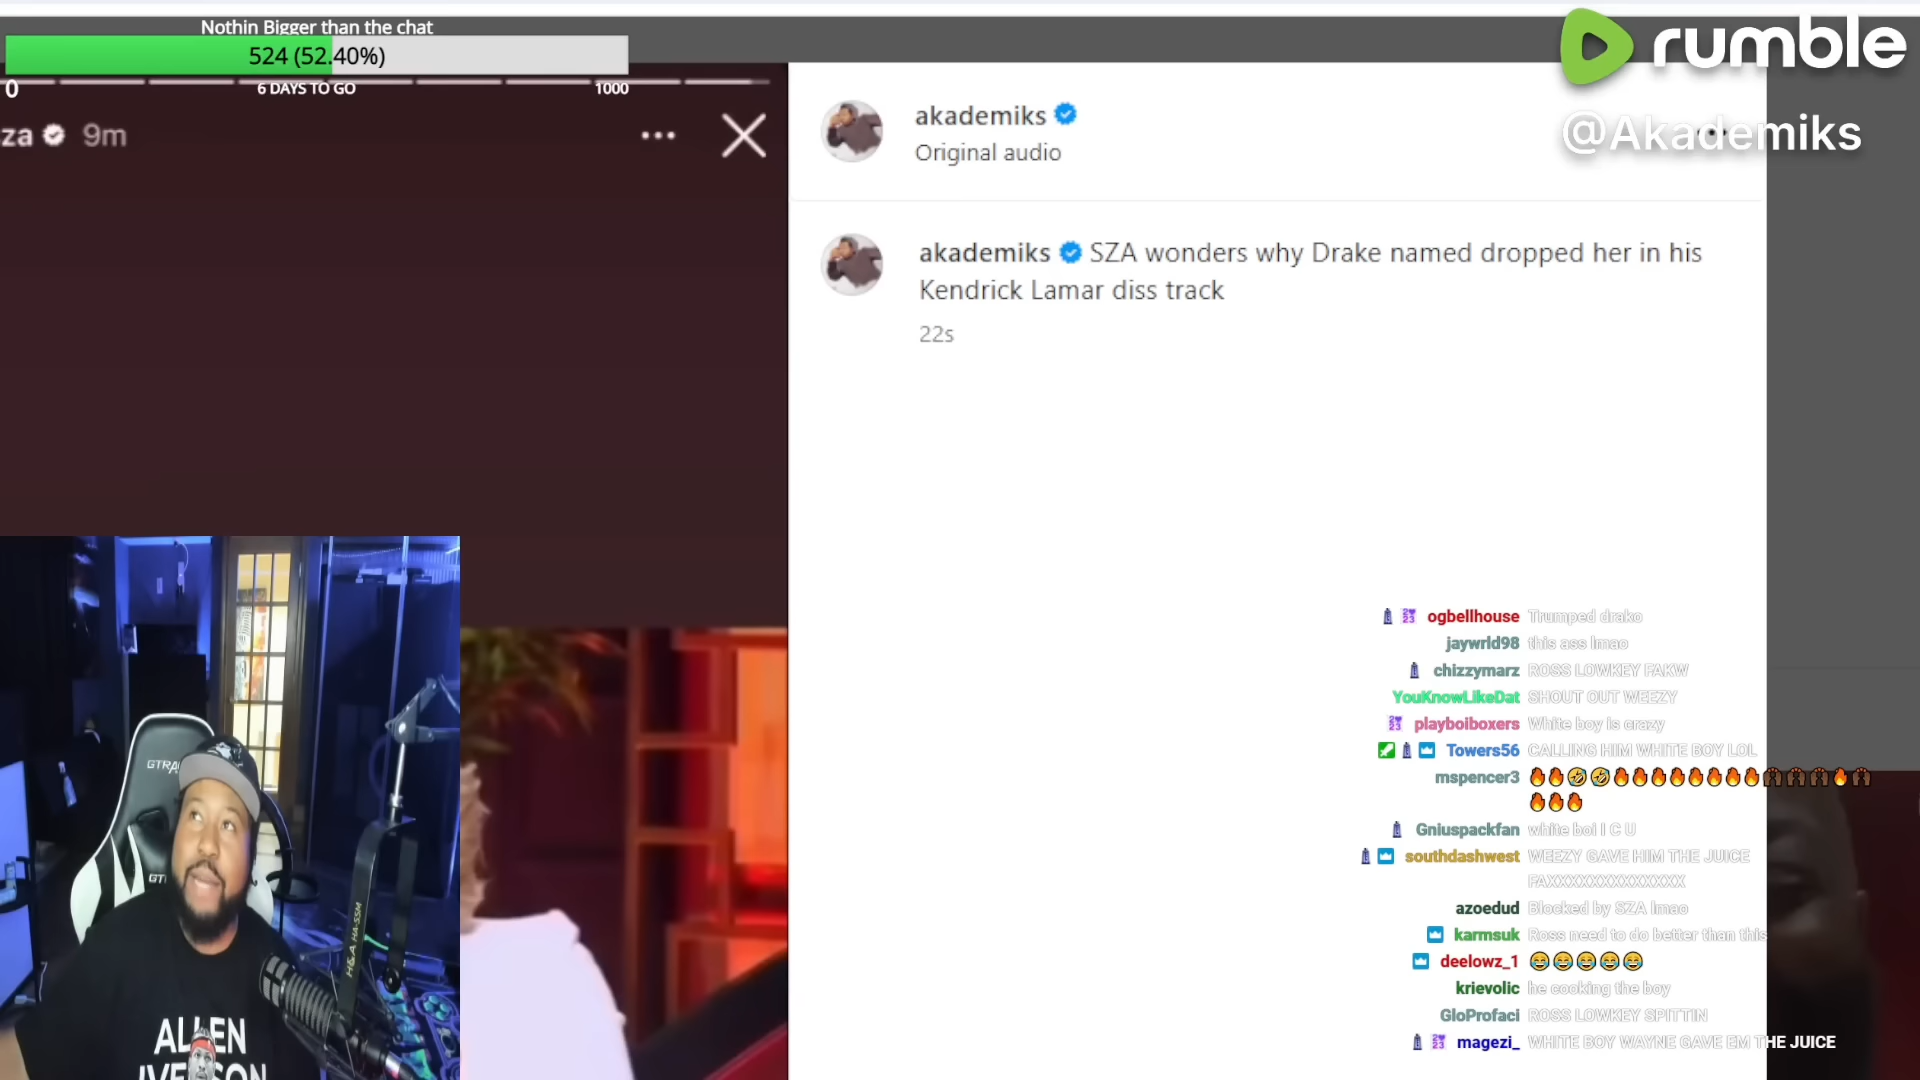 Nothin Bigger than the chat
524 (52.40%)
0
6 DAYS TO GO
1000
za 9m
rumble
@Akademiks
akademiks
Original audio
akademiks SZA wonders why Drake named dropped her in his
Kendrick Lamar diss track
22s
ogbellhouse Trumped drako
jaywrld98 this ass lmao
chizzymarz ROSS LOWKEY FAKW
YouKnowLikeDat SHOUT OUT WEEZY
playboiboxers White boy is crazy
Towers56 CALLING HIM WHITE BOY LOL
mspencer3
Gniuspackfan white boi I C U
southdashwest WEEZY GAVE HIM THE JUICE
FAXXXXXXXXXXXXXX
azoedud Blocked by SZA lmao
karmsuk Ross need to do better than this
deelowz_1
krievolic he cooking the boy
GloProfaci ROSS LOWKEY SPITTIN
magezi_ WHITE BOY WAYNE GAVE EM THE JUICE
H&A HA-SSM
ALLEN
IVERSON